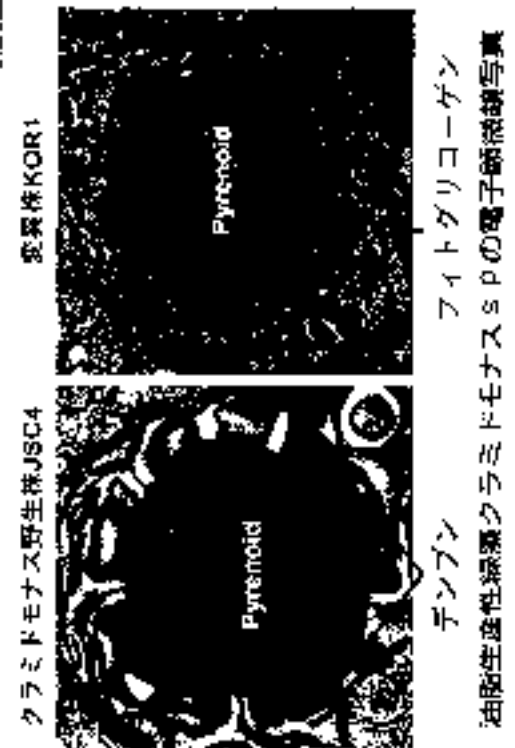 クラミドモナス野生株JSC4
変異株KOR1
Pyrenoid
Pyrenoid
デンプン
フィトグリコーゲン
油脂生産性緑藻クラミドモナスspの電子顕微鏡写真